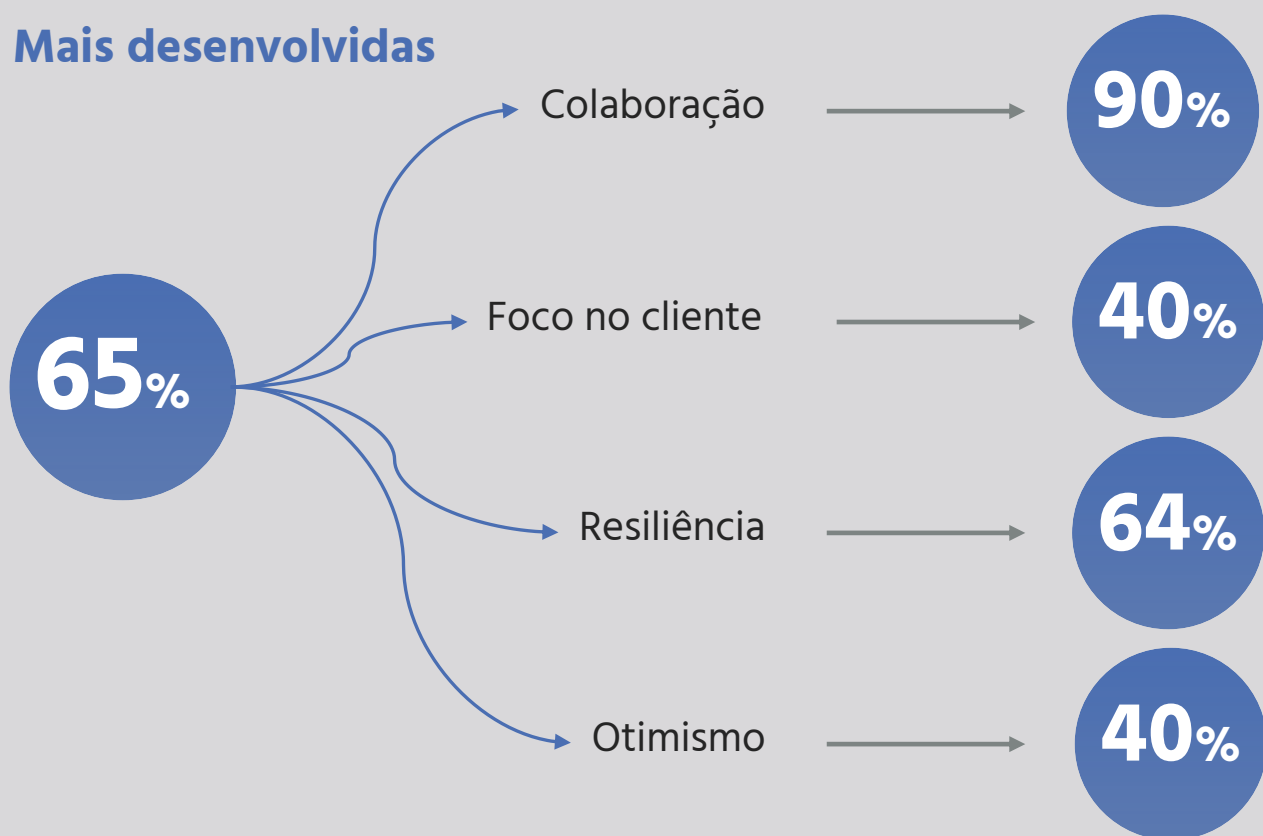 Mais desenvolvidas
Colaboração
90%
Foco no cliente
40%
65%
Resiliência
64%
Otimismo
40%